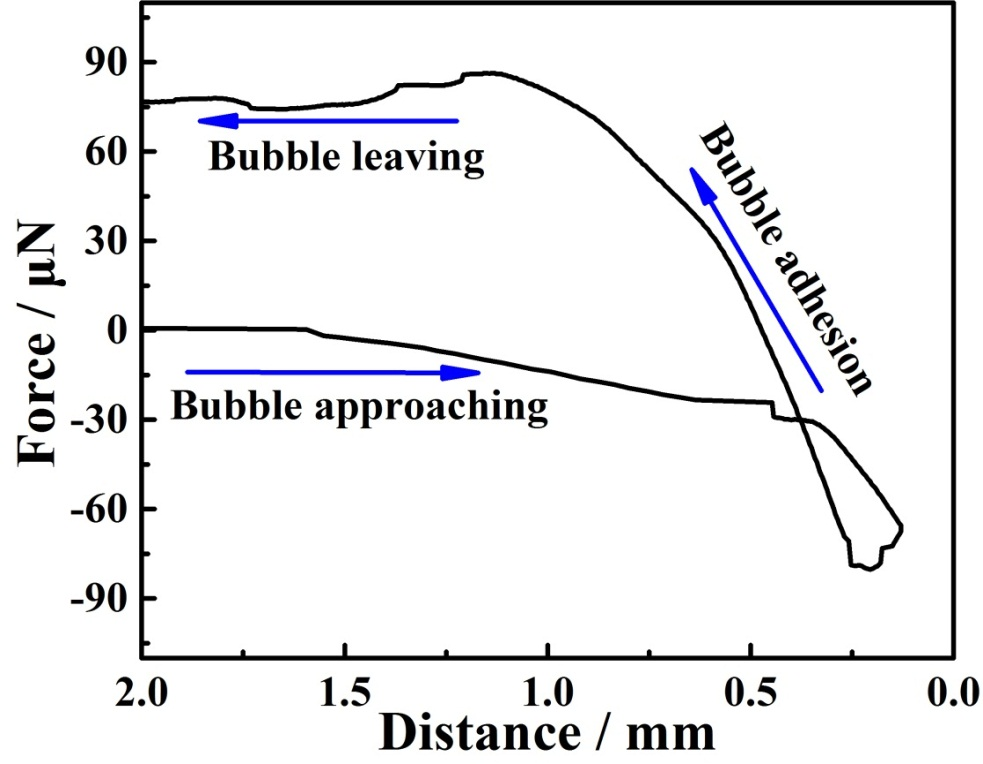 90
60
30
0
-30
-60
-90
Force / μN
Bubble leaving
Bubble adhesion
Bubble approaching
2.0 1.5 1.0 0.5 0.0
Distance / mm